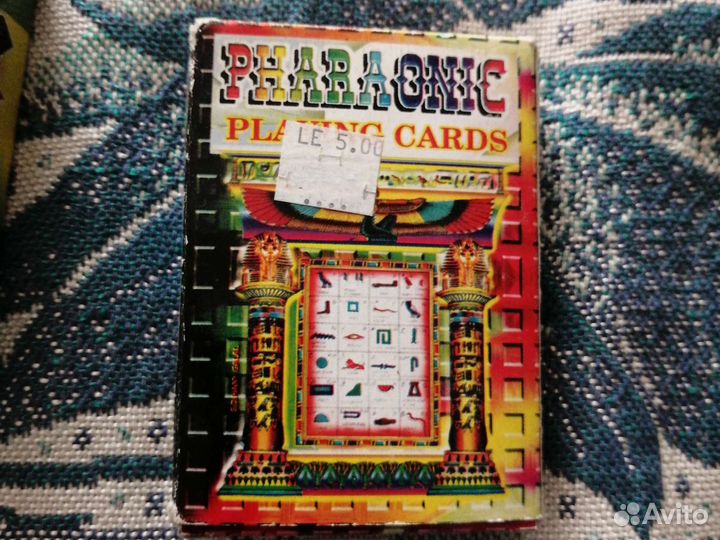 PHARAONIC
PLAYING CARDS
LE 5.00
Avito